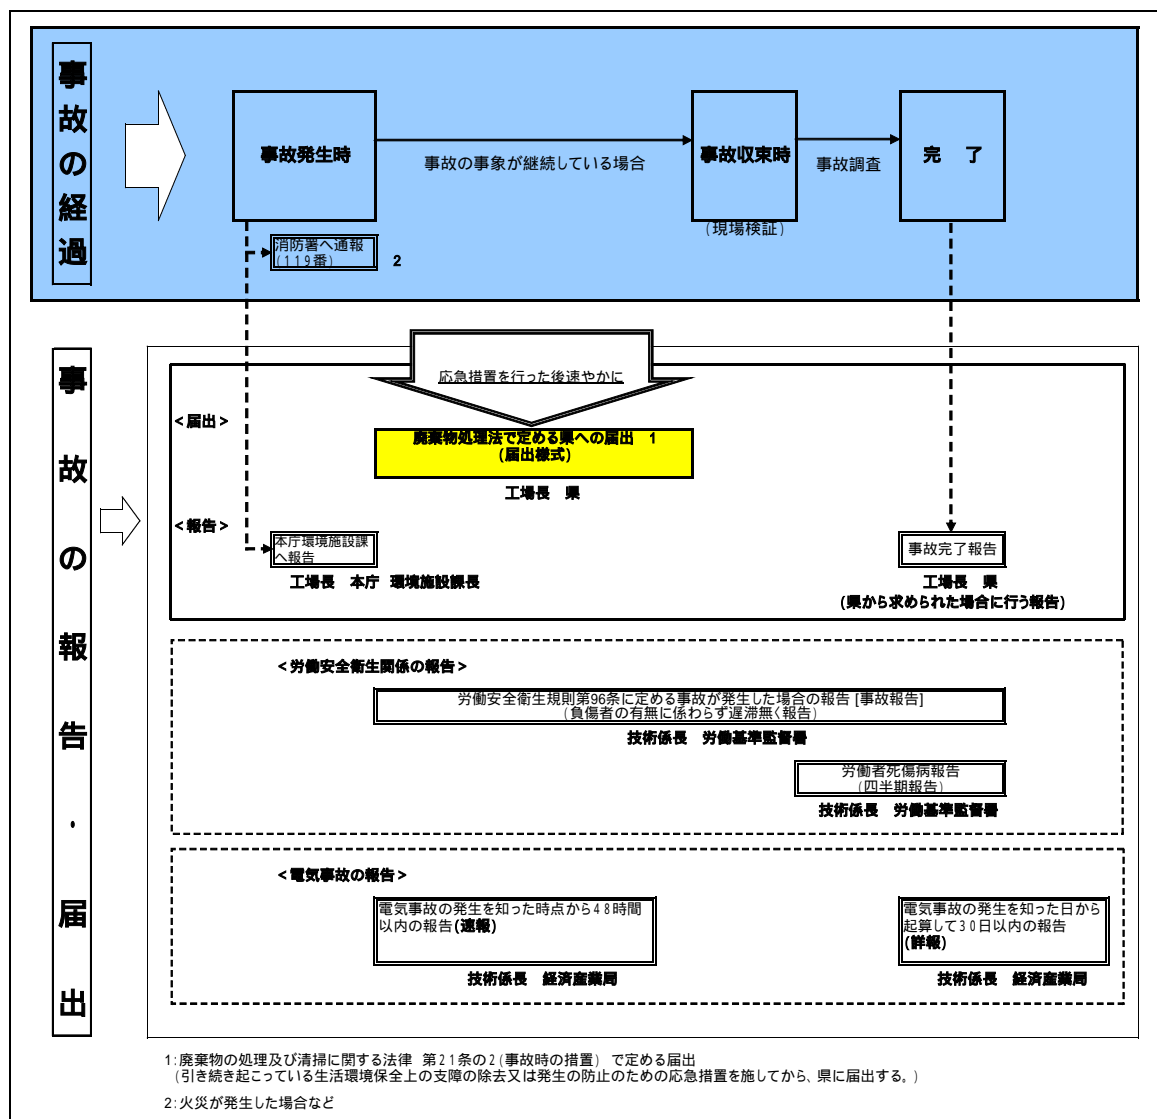 事故の経過
事故発生時
事故の事象が継続している場合
事故収束時
(現場検証)
事故調査
完　了
消防署へ通報
(119番)
2
事故の報告・届出
応急措置を行った後速やかに
<届出>
廃棄物処理法で定める県への届出　1
(届出様式)
工場長　県
<報告>
本庁環境施設課
へ報告
工場長　本庁　環境施設課長
事故完了報告
工場長　県
(県から求められた場合に行う報告)
<労働安全衛生関係の報告>
労働安全衛生規則第96条に定める事故が発生した場合の報告 [事故報告]
(負傷者の有無に係わらず遅滞無く報告)
技術係長　労働基準監督署
労働者死傷病報告
(四半期報告)
技術係長　労働基準監督署
<電気事故の報告>
電気事故の発生を知った時点から48時間
以内の報告(速報)
技術係長　経済産業局
電気事故の発生を知った日から
起算して30日以内の報告
(詳報)
技術係長　経済産業局
1:廃棄物の処理及び清掃に関する法律　第21条の2(事故時の措置)　で定める届出
(引き続き起こっている生活環境保全上の支障の除去又は発生の防止のための応急措置を施してから、県に届出する。)
2:火災が発生した場合など